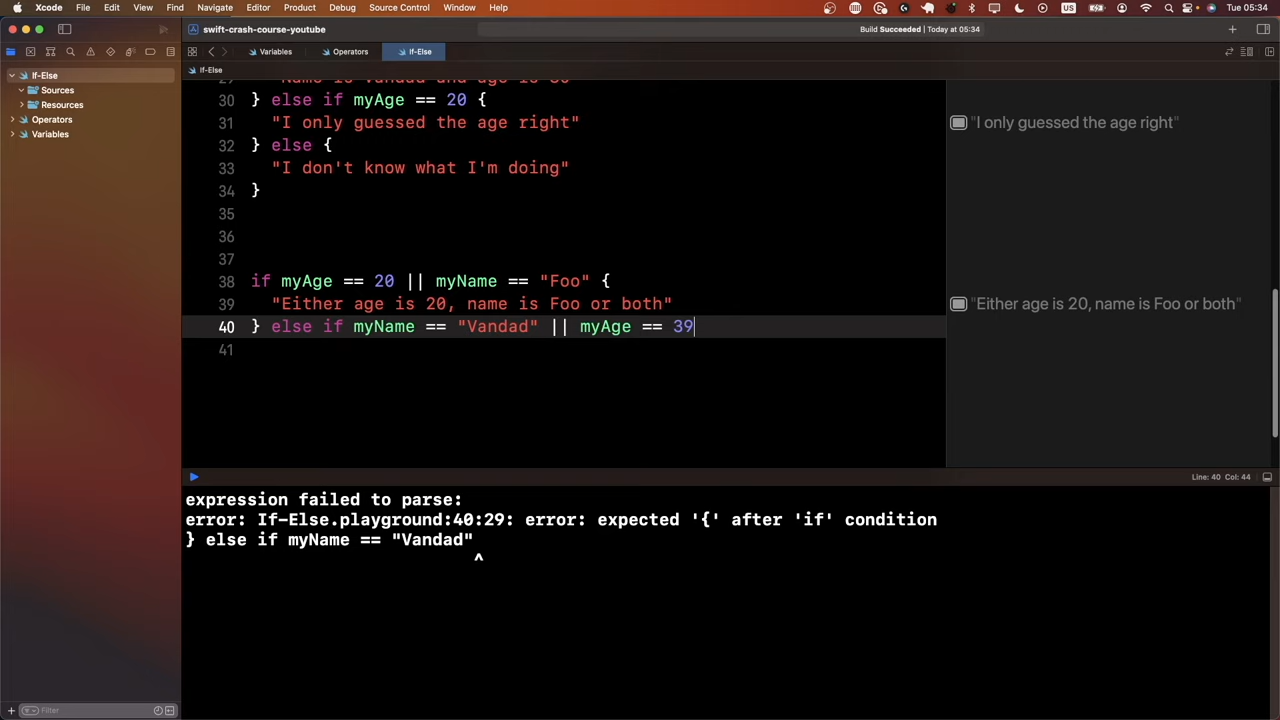 Xcode File Edit View Find Navigate Editor Product Debug Source Control Window Help US Tue 05:34
swift-crash-course-youtube Build Succeeded | Today at 05:34
Variables Operators If-Else
If-Else
If-Else
Sources
Resources
Operators
Variables
30 } else if myAge == 20 {
31 "I only guessed the age right" "I only guessed the age right"
32 } else {
33 "I don't know what I'm doing"
34 }
35
36
37
38 if myAge == 20 || myName == "Foo" {
39 "Either age is 20, name is Foo or both" "Either age is 20, name is Foo or both"
40 } else if myName == "Vandad" || myAge == 39
41
Line: 40 Col: 44
expression failed to parse:
error: If-Else.playground:40:29: error: expected '{' after 'if' condition
} else if myName == "Vandad"
^
Filter